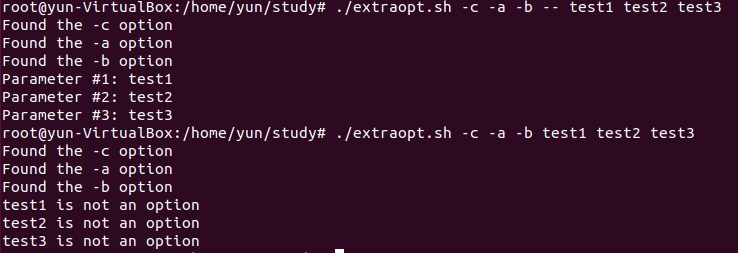 root@yun-VirtualBox:/home/yun/study# ./extraopt.sh -c -a -b -- test1 test2 test3
Found the -c option
Found the -a option
Found the -b option
Parameter #1: test1
Parameter #2: test2
Parameter #3: test3
root@yun-VirtualBox:/home/yun/study# ./extraopt.sh -c -a -b test1 test2 test3
Found the -c option
Found the -a option
Found the -b option
test1 is not an option
test2 is not an option
test3 is not an option